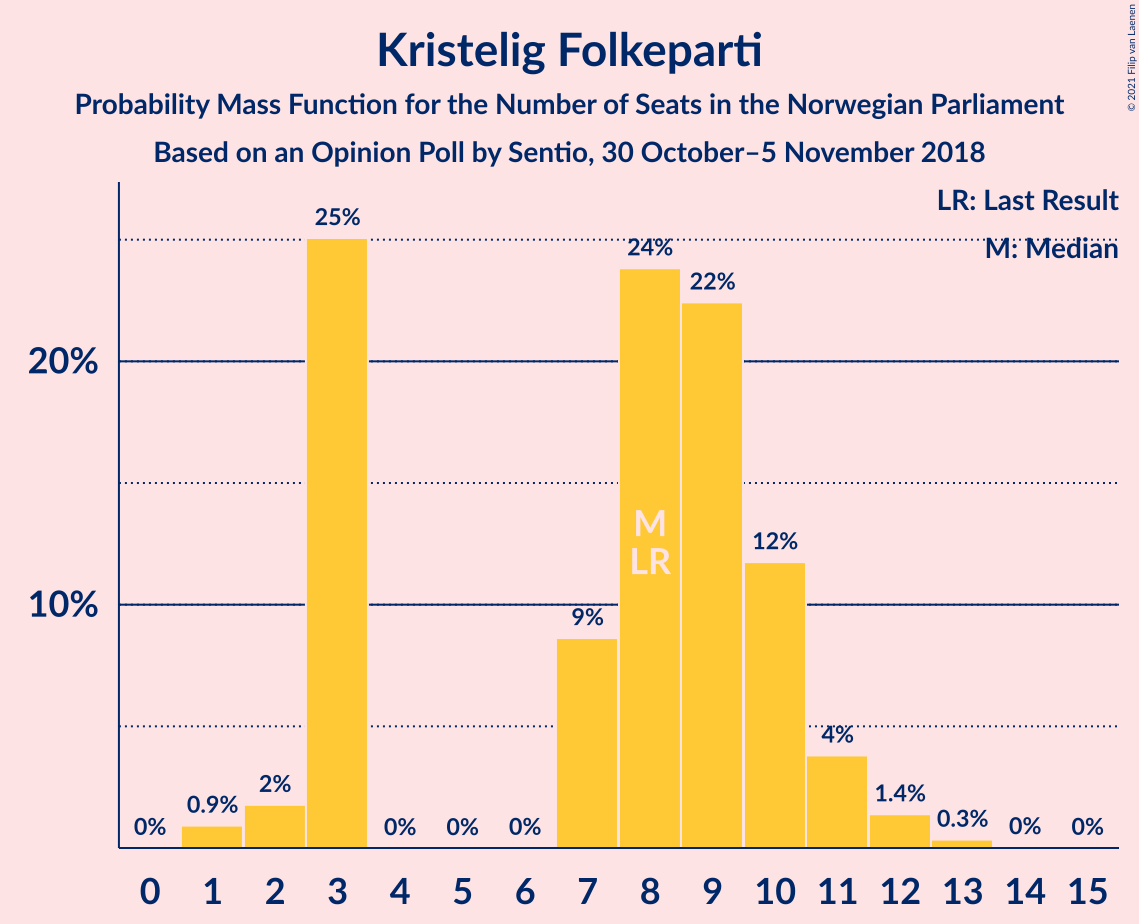 Kristelig Folkeparti
Probability Mass Function for the Number of Seats in the Norwegian Parliament
Based on an Opinion Poll by Sentio, 30 October–5 November 2018
© 2021 Filip van Laenen
LR: Last Result
M: Median
20%
10%
0%
0.9%
2%
25%
0%
0%
0%
9%
24%
22%
12%
4%
1.4%
0.3%
0%
0%
M
LR
0 1 2 3 4 5 6 7 8 9 10 11 12 13 14 15